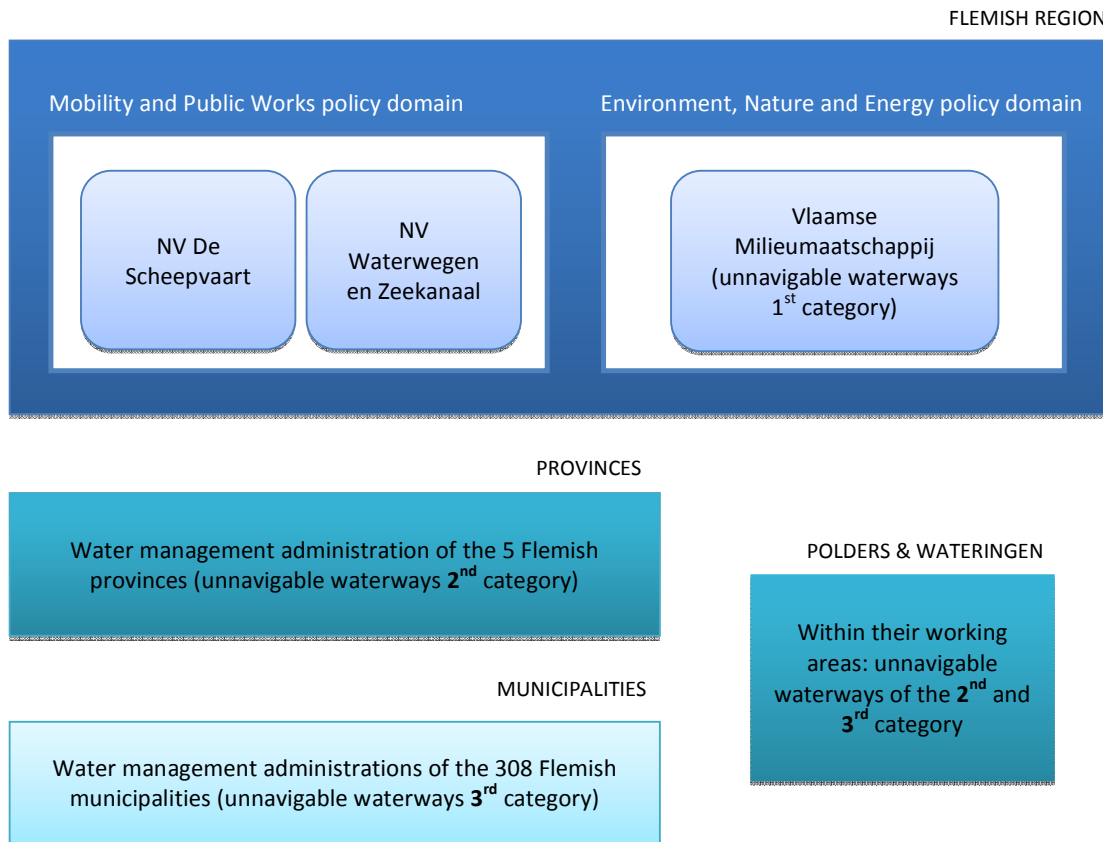 FLEMISH REGION
Mobility and Public Works policy domain
Environment, Nature and Energy policy domain
NV De
Scheepvaart
NV
Waterwegen
en Zeekanaal
Vlaamse
Milieumaatschappij
(unnavigable waterways
1st category)
PROVINCES
Water management administration of the 5 Flemish
provinces (unnavigable waterways 2nd category)
MUNICIPALITIES
Water management administrations of the 308 Flemish
municipalities (unnavigable waterways 3rd category)
POLDERS & WATERINGEN
Within their working
areas: unnavigable
waterways of the 2nd and
3rd category